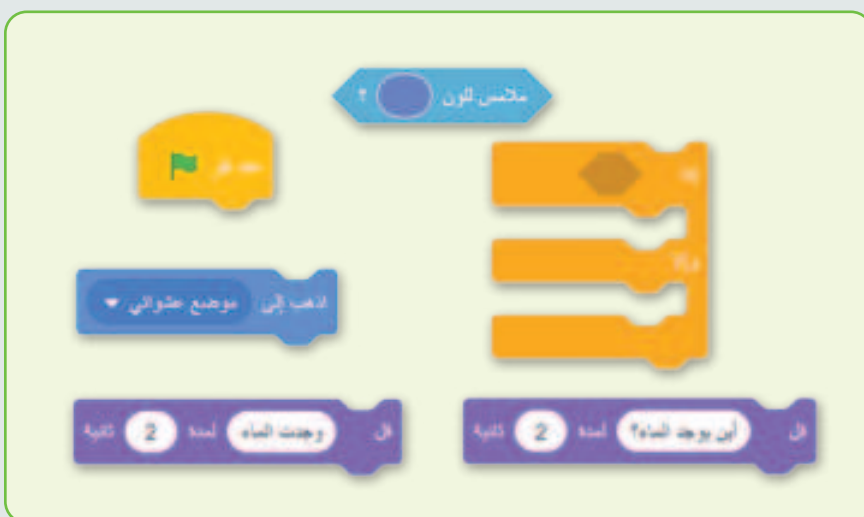 ملامس للون ؟
عند نقر
إذا
وإلا
اذهب إلى موضع عشوائي
قل أين يوجد الماء؟ لمدة 2 ثانية
قل وجدت الماء لمدة 2 ثانية